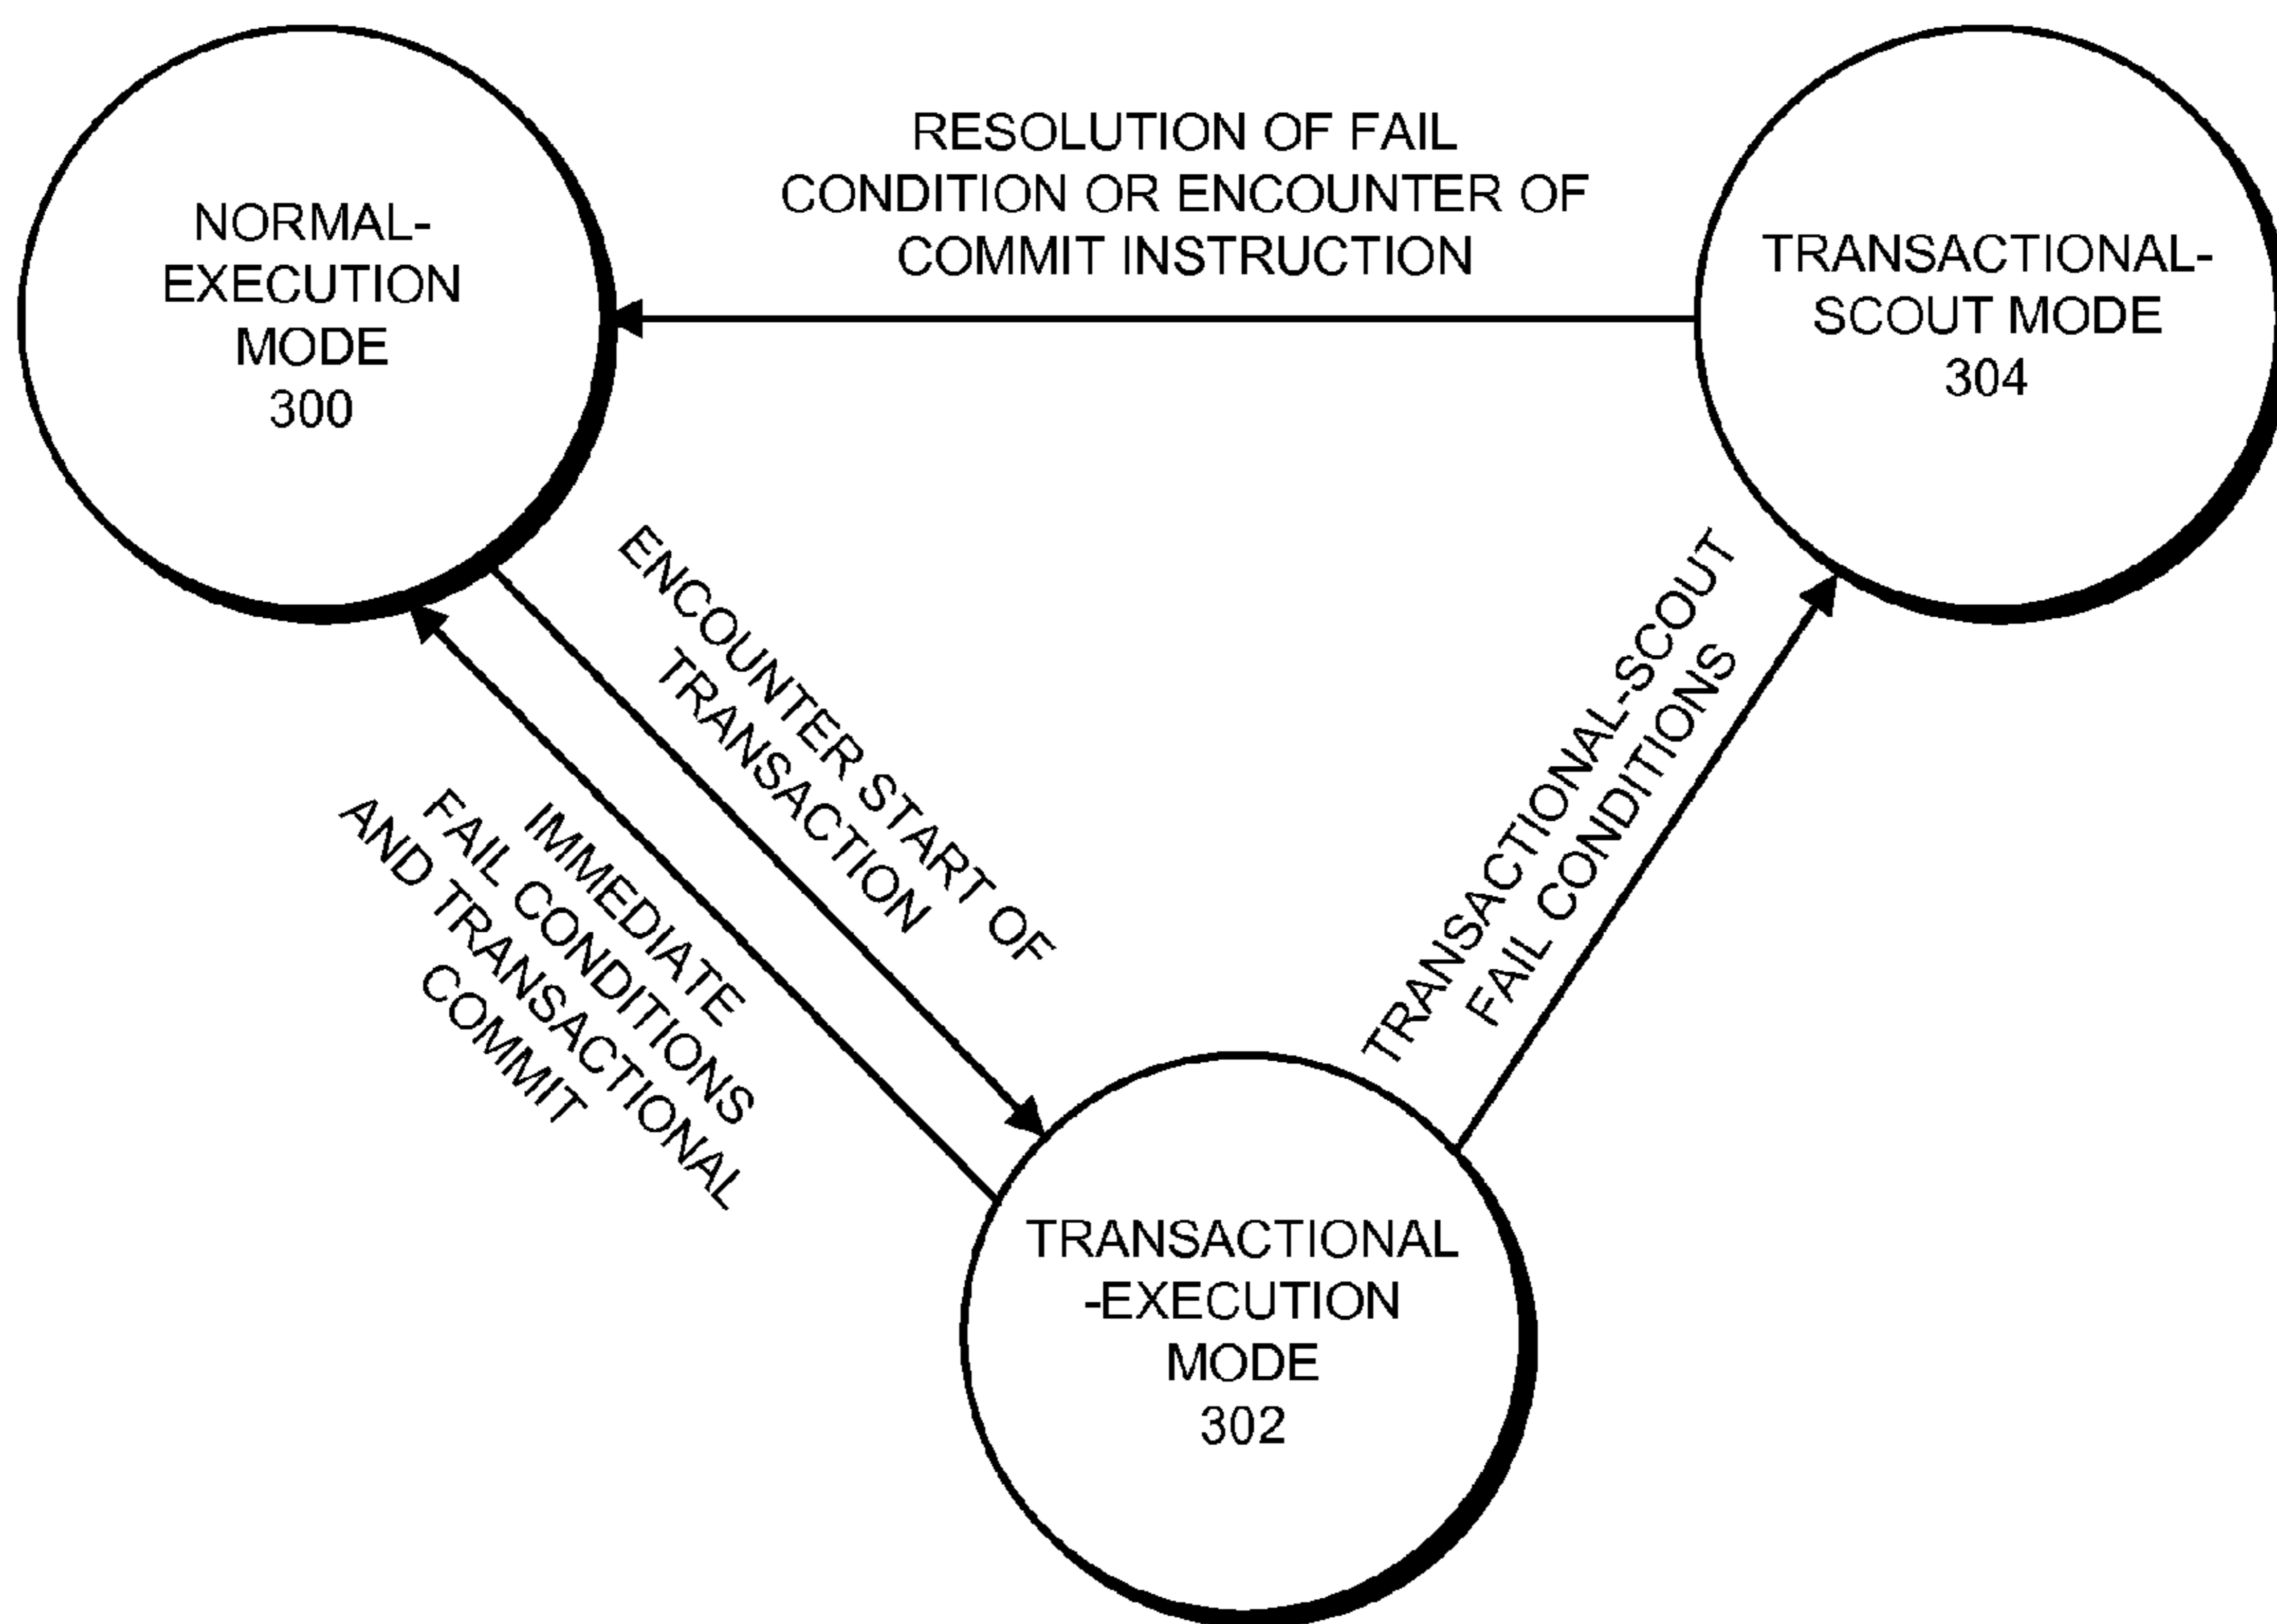 NORMAL-
EXECUTION
MODE
300
RESOLUTION OF FAIL
CONDITION OR ENCOUNTER OF
COMMIT INSTRUCTION
TRANSACTIONAL-
SCOUT MODE
304
ENCOUNTER START OF
TRANSACTION
IMMEDIATE
FAIL CONDITIONS
AND TRANSACTIONAL
COMMIT
TRANSACTIONAL-SCOUT
FAIL CONDITIONS
TRANSACTIONAL
-EXECUTION
MODE
302